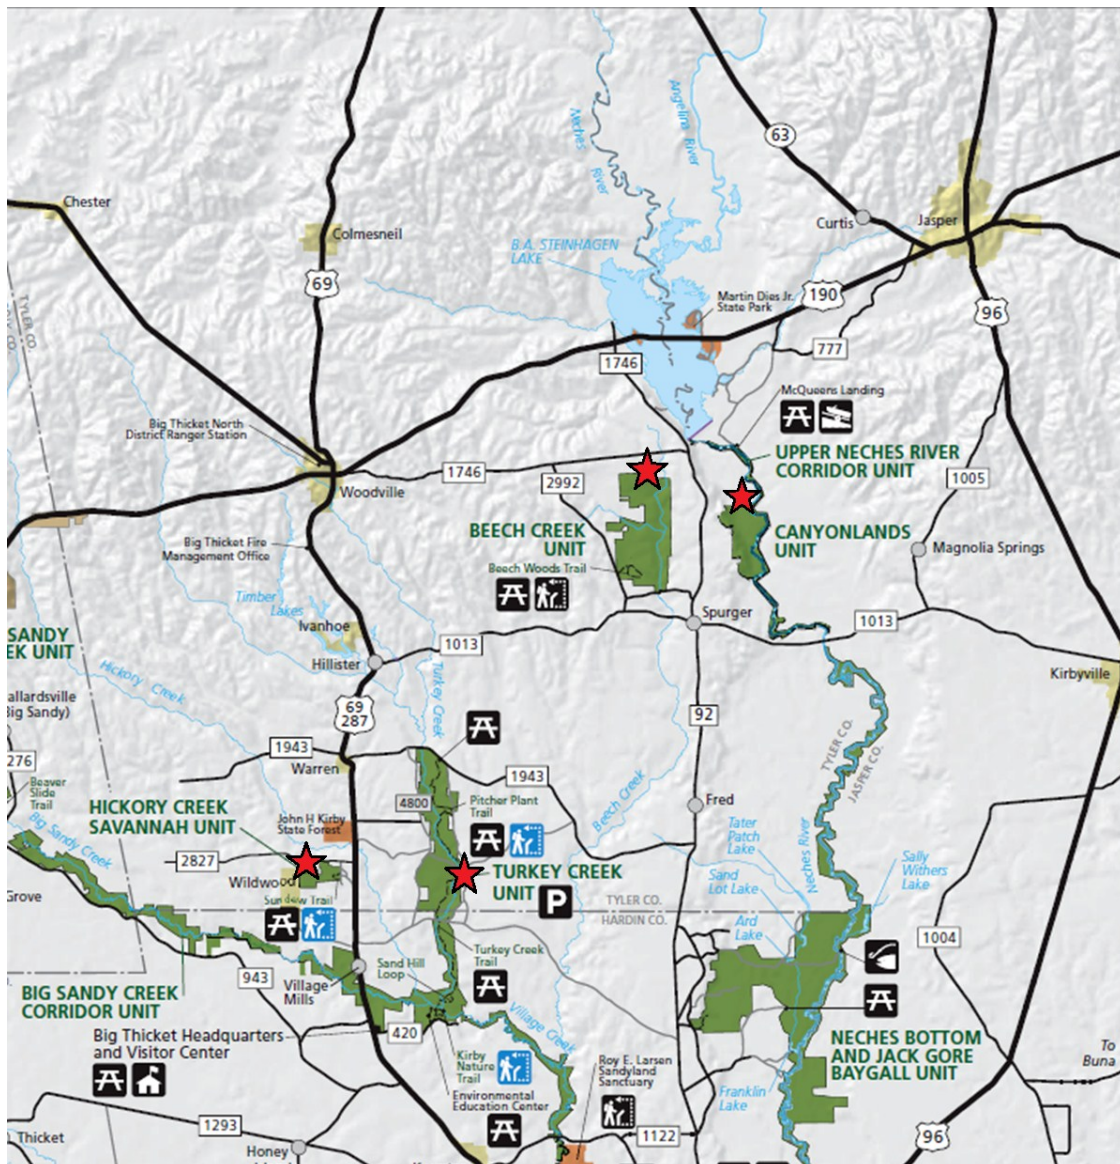 Neches
River
Angelina River
63
Chester
Curtis
Jasper
Colmesneil
B.A. STEINHAGEN
LAKE
69
TYLER CO.
Martin Dies Jr.
State Park
190
96
1746
777
McQueens Landing
Big Thicket North
District Ranger Station
UPPER NECHES RIVER
CORRIDOR UNIT
1746
2992
1005
Woodville
BEECH CREEK
UNIT
CANYONLANDS
UNIT
Big Thicket Fire
Management Office
Magnolia Springs
Beech Woods Trail
Timber
Lakes
Ivanhoe
Spurger
1013
1013
SANDY
EK UNIT
Hillister
Turkey Creek
Hickory Creek
Kirbyville
allardsville
Big Sandy)
69
287
92
TYLER CO.
JASPER CO.
1943
276
Warren
1943
Beaver
Slide
Trail
4800
Pitcher Plant
Trail
Beech Creek
Fred
HICKORY CREEK
SAVANNAH UNIT
John H Kirby
State Forest
Big Sandy Creek
Tater
Patch
Lake
Neches River
2827
Wildwood
TURKEY CREEK
UNIT
P
Sand
Lot Lake
Sally
Withers
Lake
Grove
Sundew Trail
TYLER CO.
HARDIN CO.
Ard
Lake
1004
Turkey Creek
Trail
Sand Hill
Loop
943
Village
Mills
BIG SANDY CREEK
CORRIDOR UNIT
Village Creek
420
Big Thicket Headquarters
and Visitor Center
NECHES BOTTOM
AND JACK GORE
BAYGALL UNIT
To
Buna
Kirby
Nature
Trail
Roy E. Larsen
Sandyland
Sanctuary
Environmental
Education Center
Franklin
Lake
1293
Thicket
1122
96
Honey